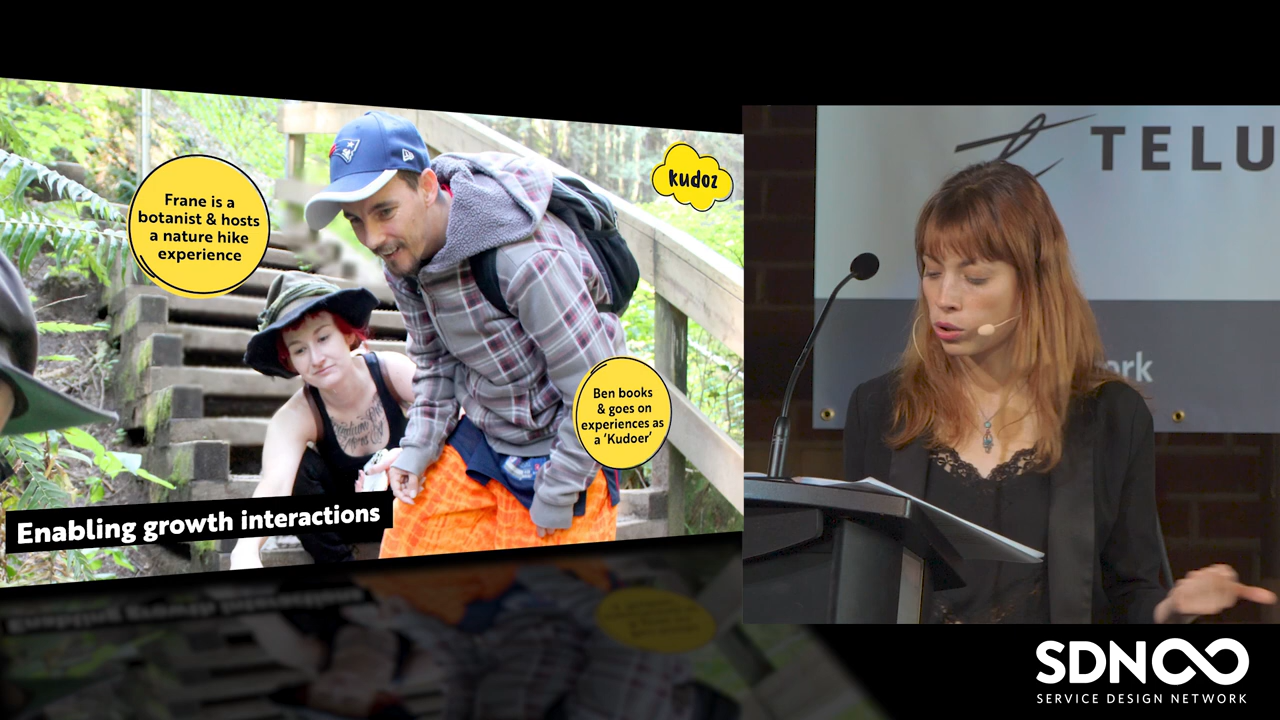 Frane is a
botanist & hosts
a nature hike
experience
kudoz
Ben books
& goes on
experiences as
a ‘Kudoer’
Enabling growth interactions
TELU
ork
SDN
SERVICE DESIGN NETWORK